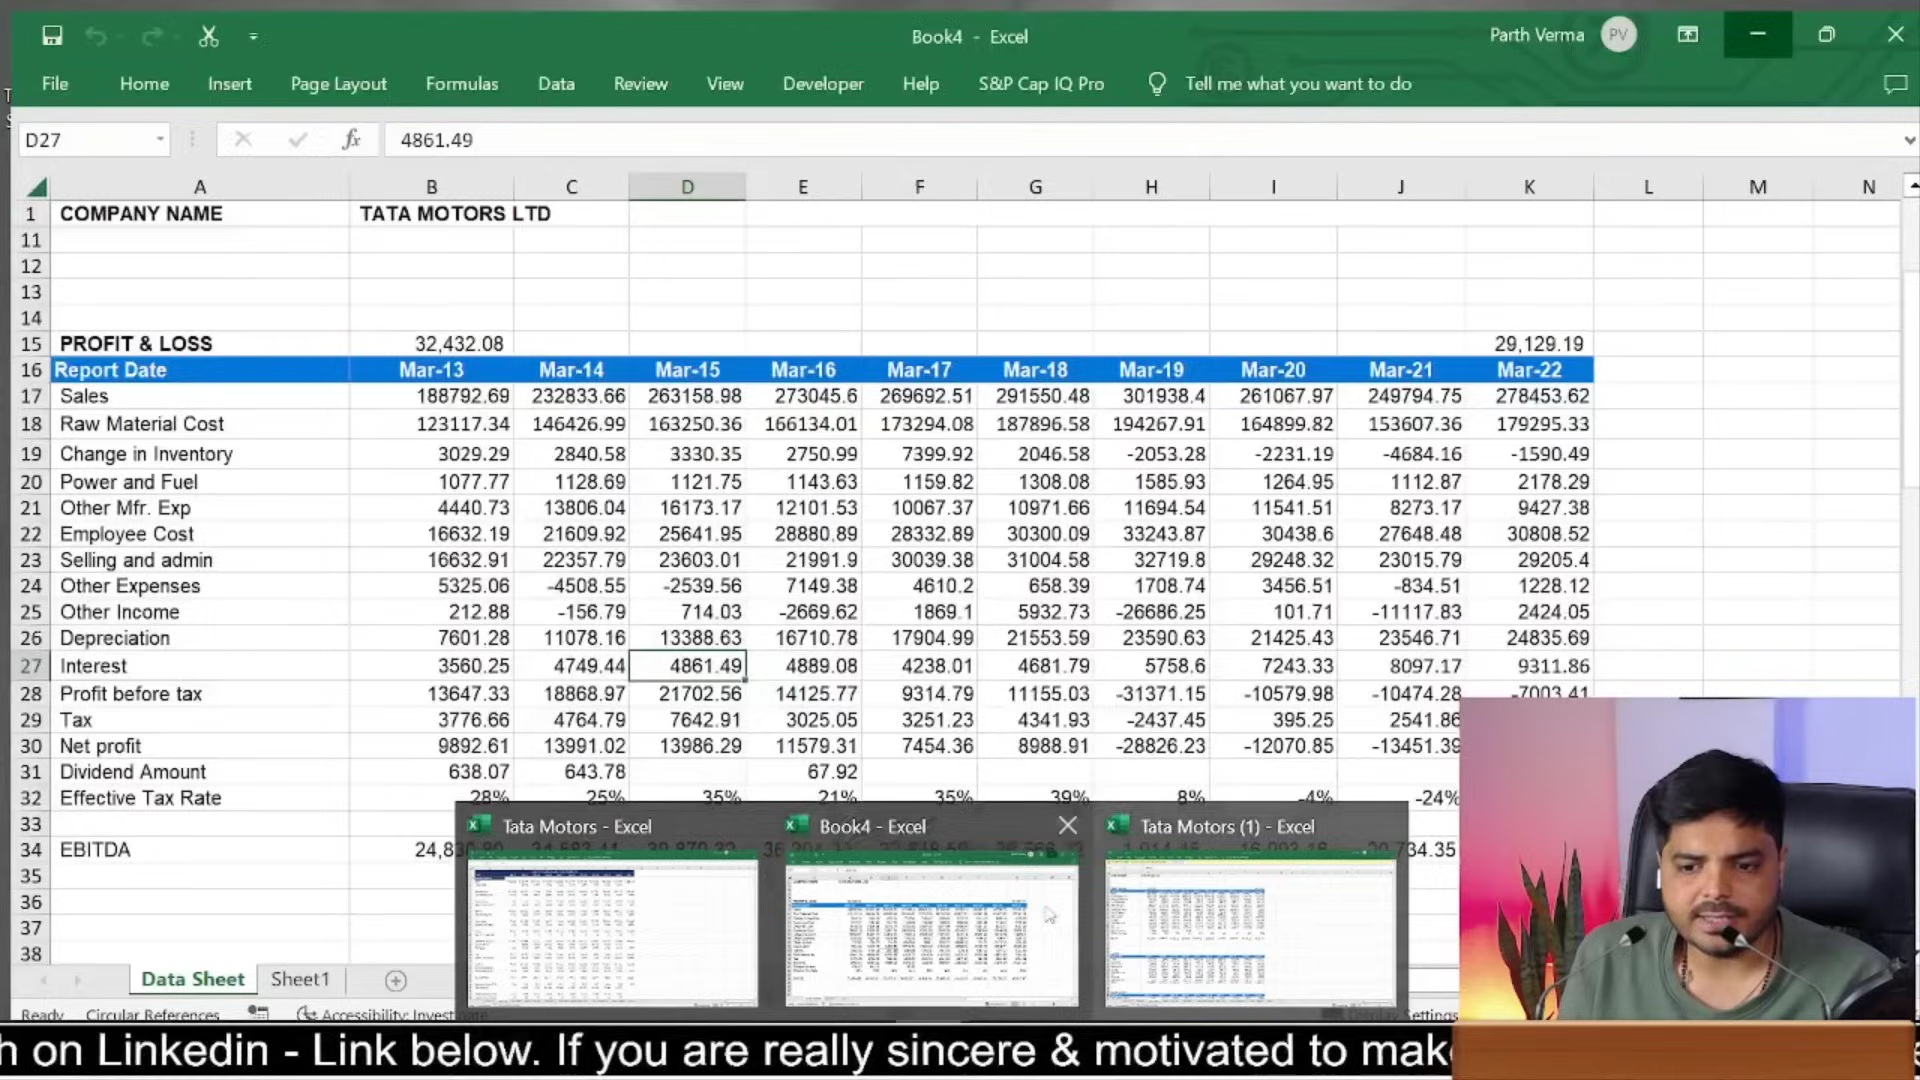 Book4 - Excel
Parth Verma PV
File Home Insert Page Layout Formulas Data Review View Developer Help S&P Cap IQ Pro Tell me what you want to do
D27 fx 4861.49
A B C D E F G H I J K L M N
1 COMPANY NAME TATA MOTORS LTD
11
12
13
14
15 PROFIT & LOSS 32,432.08 29,129.19
16 Report Date Mar-13 Mar-14 Mar-15 Mar-16 Mar-17 Mar-18 Mar-19 Mar-20 Mar-21 Mar-22
17 Sales 188792.69 232833.66 263158.98 273045.6 269692.51 291550.48 301938.4 261067.97 249794.75 278453.62
18 Raw Material Cost 123117.34 146426.99 163250.36 166134.01 173294.08 187896.58 194267.91 164899.82 153607.36 179295.33
19 Change in Inventory 3029.29 2840.58 3330.35 2750.99 7399.92 2046.58 -2053.28 -2231.19 -4684.16 -1590.49
20 Power and Fuel 1077.77 1128.69 1121.75 1143.63 1159.82 1308.08 1585.93 1264.95 1112.87 2178.29
21 Other Mfr. Exp 4440.73 13806.04 16173.17 12101.53 10067.37 10971.66 11694.54 11541.51 8273.17 9427.38
22 Employee Cost 16632.19 21609.92 25641.95 28880.89 28332.89 30300.09 33243.87 30438.6 27648.48 30808.52
23 Selling and admin 16632.91 22357.79 23603.01 21991.9 30039.38 31004.58 32719.8 29248.32 23015.79 29205.4
24 Other Expenses 5325.06 -4508.55 -2539.56 7149.38 4610.2 658.39 1708.74 3456.51 -834.51 1228.12
25 Other Income 212.88 -156.79 714.03 -2669.62 1869.1 5932.73 -26686.25 101.71 -11117.83 2424.05
26 Depreciation 7601.28 11078.16 13388.63 16710.78 17904.99 21553.59 23590.63 21425.43 23546.71 24835.69
27 Interest 3560.25 4749.44 4861.49 4889.08 4238.01 4681.79 5758.6 7243.33 8097.17 9311.86
28 Profit before tax 13647.33 18868.97 21702.56 14125.77 9314.79 11155.03 -31371.15 -10579.98 -10474.28 -7003.41
29 Tax 3776.66 4764.79 7642.91 3025.05 3251.23 4341.93 -2437.45 395.25 2541.86
30 Net profit 9892.61 13991.02 13986.29 11579.31 7454.36 8988.91 -28826.23 -12070.85 -13451.39
31 Dividend Amount 638.07 643.78 67.92
32 Effective Tax Rate 28% 25% 35% 21% 35% 39% 8% -4% -24%
33
34 EBITDA
35
36
37
38
Tata Motors - Excel
Book4 - Excel
Tata Motors (1) - Excel
Data Sheet Sheet1
Ready Circular References Accessibility:
on Linkedin - Link below. If you are really sincere & motivated to